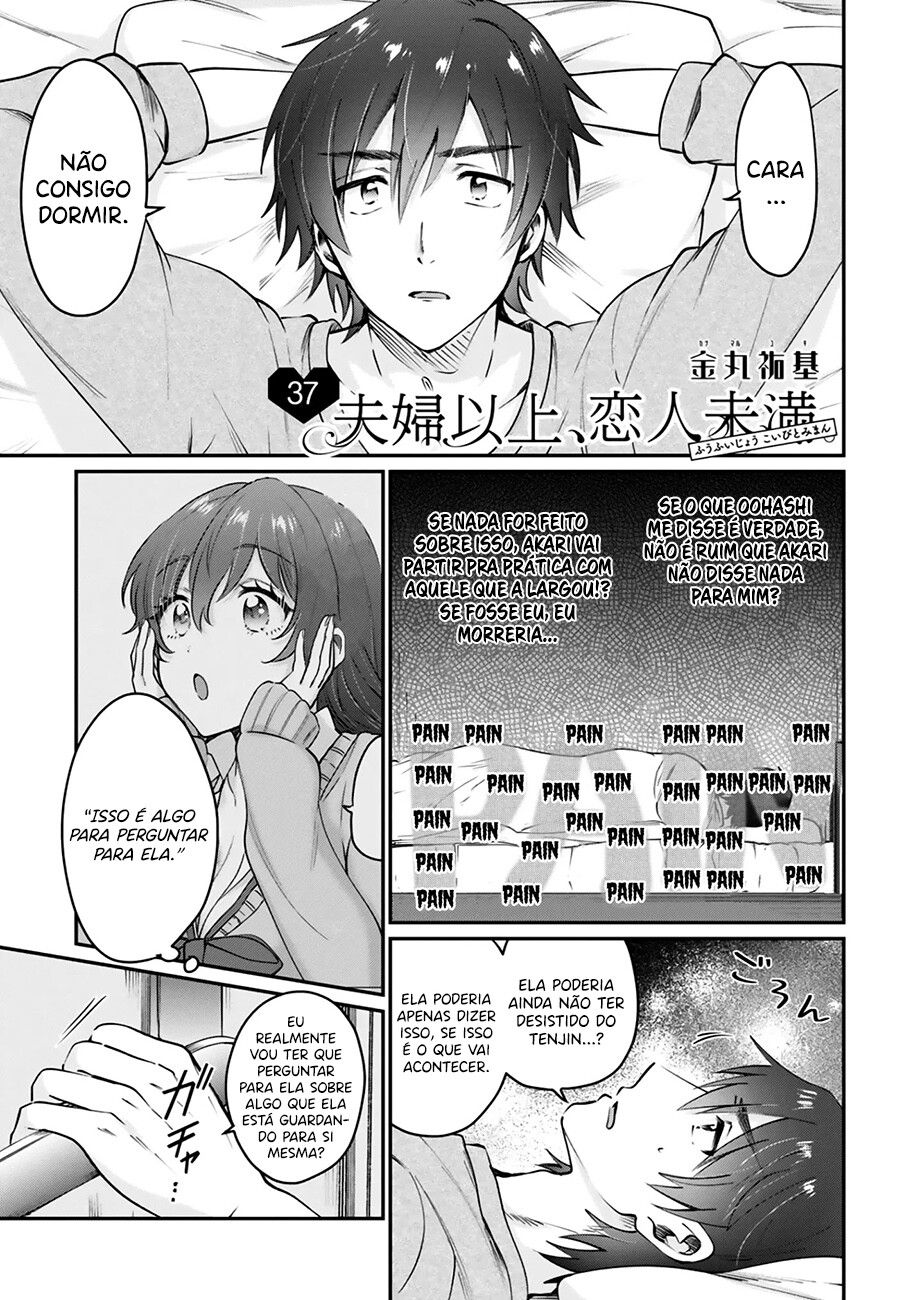 CARA
...
NÃO
CONSIGO
DORMIR.
カナマルユキ
金丸祐基
37
夫婦以上、恋人未満。
ふうふいじょう こいびとみまん
SE O QUE OOHASHI
ME DISSE É VERDADE,
NÃO É RUIM QUE AKARI
NÃO DISSE NADA
PARA MIM?
SE NADA FOR FEITO
SOBRE ISSO, AKARI VAI
PARTIR PRA PRÁTICA COM
AQUELE QUE A LARGOU!?
SE FOSSE EU, EU
MORRERIA...
PAIN PAIN PAIN PAIN PAIN PAIN
PAIN PAIN PAIN PAIN PAIN PAIN PAIN PAIN
PAIN PAIN PAIN PAIN PAIN, PAIN PAIN
PAIN PAIN PAIN PAIN
PAIN PAIN PAIN PAIN PAIN
"ISSO É ALGO
PARA PERGUNTAR
PARA ELA."
ごろん
ELA PODERIA
AINDA NÃO TER
DESISTIDO DO
TENJIN...?
ELA PODERIA
APENAS DIZER
ISSO, SE ISSO
É O QUE VAI
ACONTECER.
EU
REALMENTE
VOU TER QUE
PERGUNTAR
PARA ELA SOBRE
ALGO QUE ELA
ESTÁ GUARDAN-
DO PARA SI
MESMA?
ガチャ...